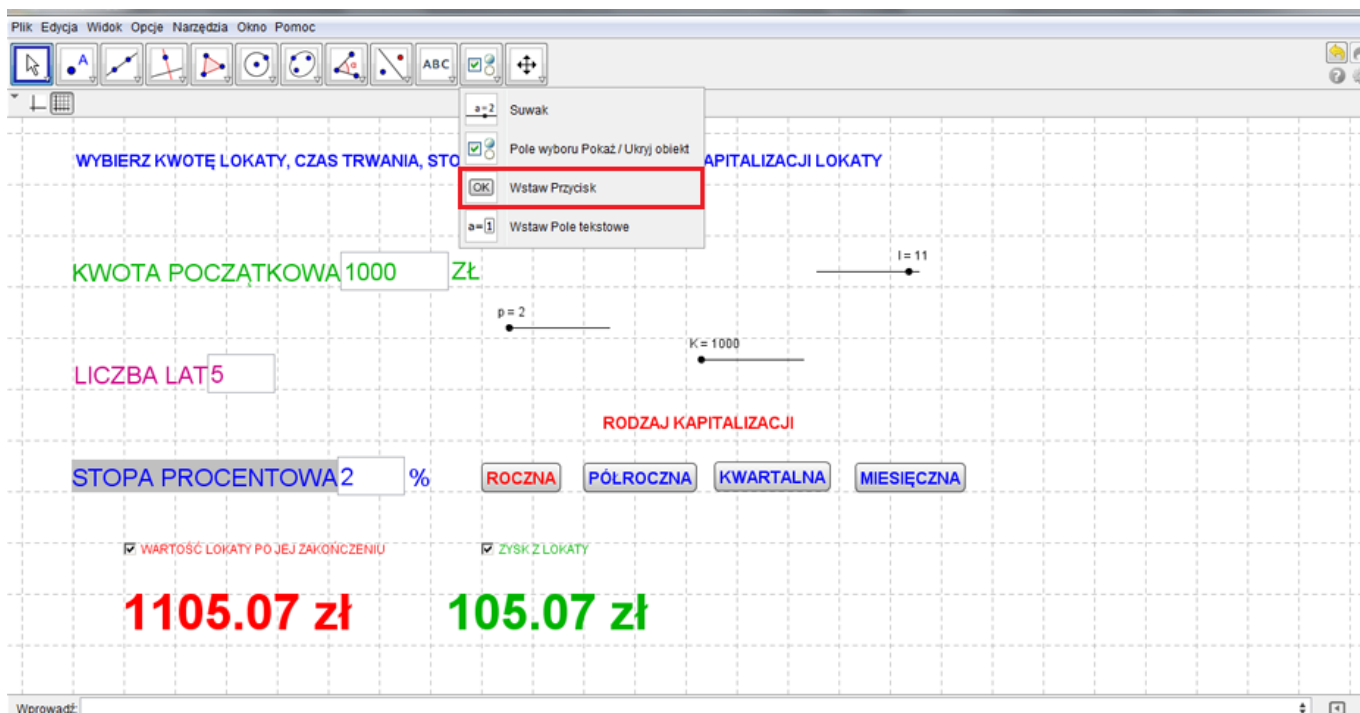 Plik Edycja Widok Opcje Narzędzia Okno Pomoc
A ABC
a=2 Suwak
Pole wyboru Pokaż / Ukryj obiekt
WYBIERZ KWOTĘ LOKATY, CZAS TRWANIA, STO APITALIZACJI LOKATY
OK Wstaw Przycisk
a=1 Wstaw Pole tekstowe
l = 11
KWOTA POCZĄTKOWA 1000 ZŁ
p = 2
K = 1000
LICZBA LAT 5
RODZAJ KAPITALIZACJI
STOPA PROCENTOWA 2 % ROCZNA PÓŁROCZNA KWARTALNA MIESIĘCZNA
WARTOŚĆ LOKATY PO JEJ ZAKOŃCZENIU ZYSK Z LOKATY
1105.07 zł 105.07 zł
Wprowadź: